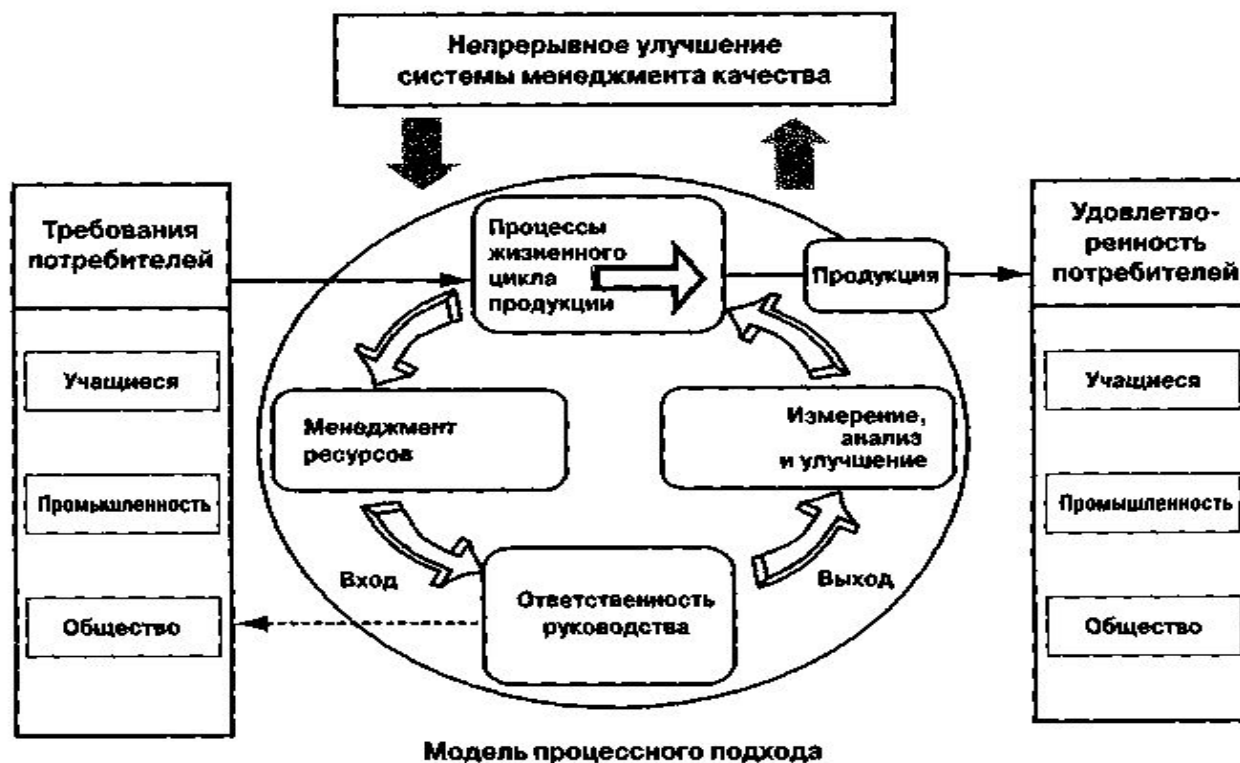 Непрерывное улучшение
системы менеджмента качества
Требования
потребителей
Учащиеся
Промышленность
Общество
Процессы
жизненного
цикла
продукции
Продукция
Менеджмент
ресурсов
Измерение,
анализ
и улучшение
Вход
Ответственность
руководства
Выход
Удовлетво-
ренность
потребителей
Учащиеся
Промышленность
Общество
Модель процессного подхода